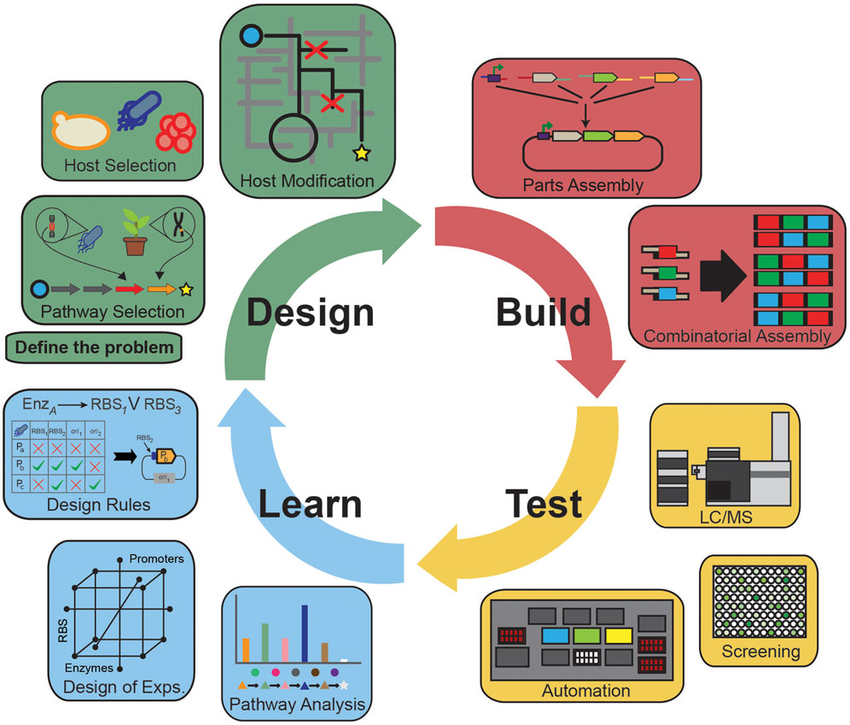 Host Modification
Host Selection
Pathway Selection
Define the problem
Design
Parts Assembly
Combinatorial Assembly
Build
LC/MS
Screening
Automation
Test
Enz_A → RBS_1 V RBS_3
RBS_1 RBS_2 ori_1 ori_2
P_a
P_b
P_c
RBS_2
P_b
ori_1
Design Rules
Promoters
RBS
Enzymes
Design of Exps.
Pathway Analysis
Learn